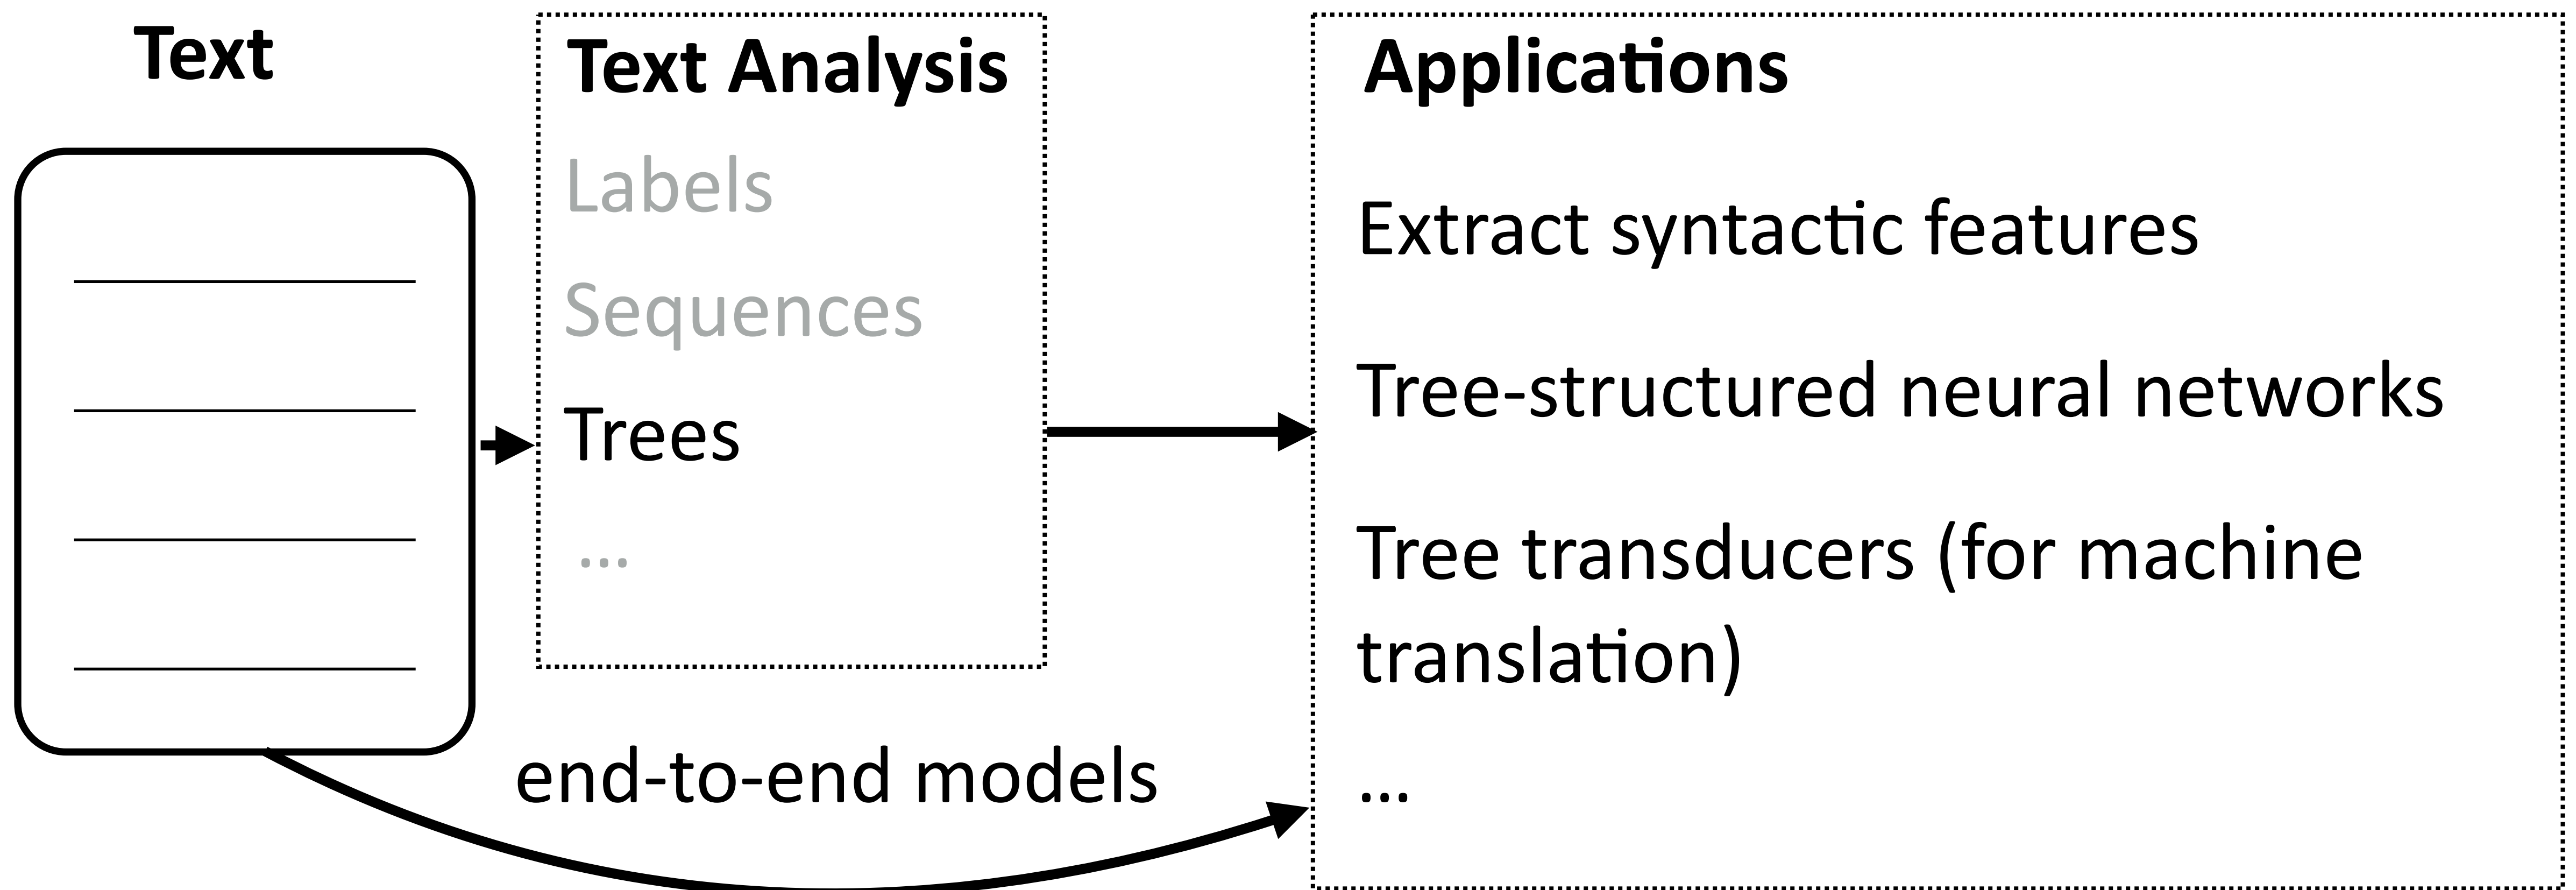 Text
Text Analysis
Labels
Sequences
Trees
...
Applications
Extract syntactic features
Tree-structured neural networks
Tree transducers (for machine
translation)
...
end-to-end models